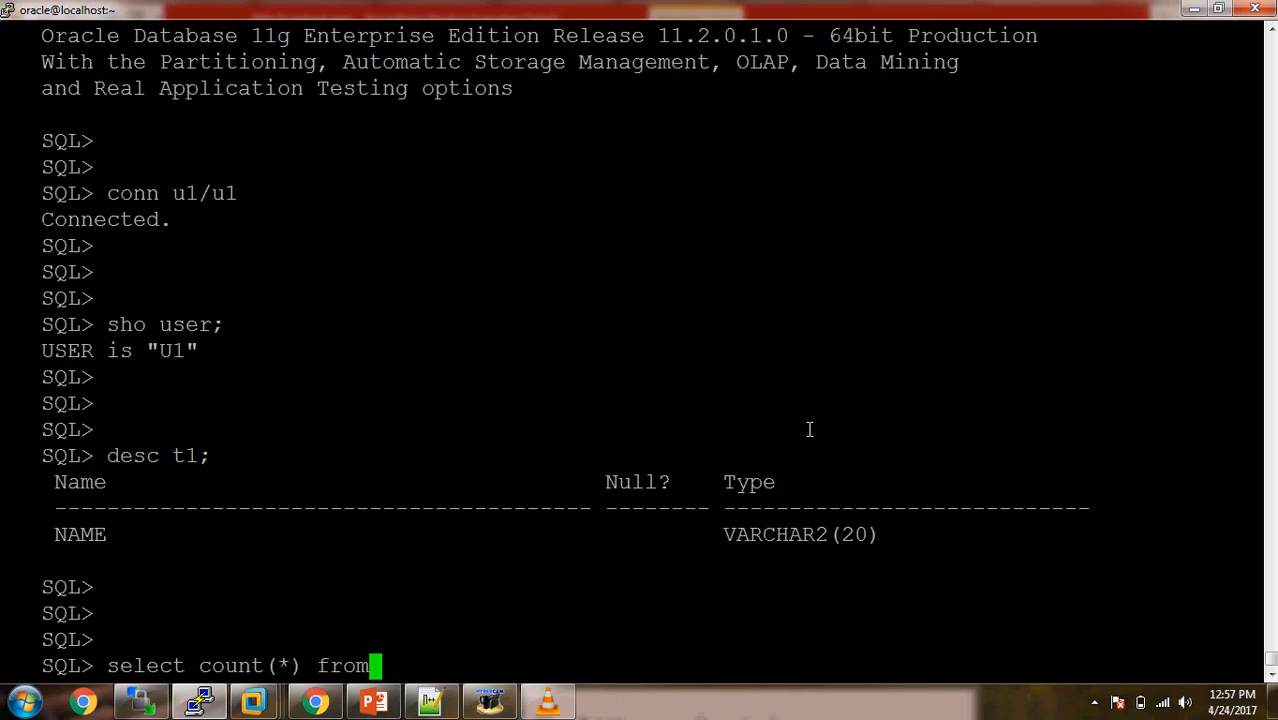 oracle@localhost:~
Oracle Database 11g Enterprise Edition Release 11.2.0.1.0 - 64bit Production
With the Partitioning, Automatic Storage Management, OLAP, Data Mining
and Real Application Testing options
SQL>
SQL>
SQL> conn u1/u1
Connected.
SQL>
SQL>
SQL>
SQL> sho user;
USER is "U1"
SQL>
SQL>
SQL>
SQL> desc t1;
Name Null? Type
----------------------------------------- -------- ----------------------------
NAME VARCHAR2(20)
SQL>
SQL>
SQL>
SQL> select count(*) from
12:57 PM
4/24/2017